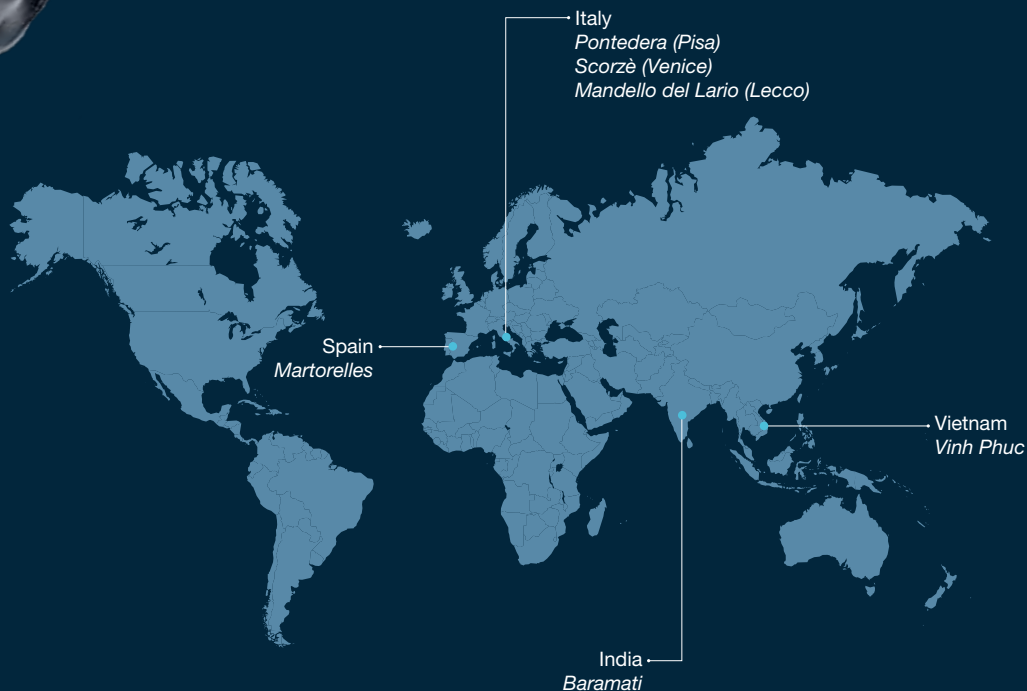 Italy
Pontedera (Pisa)
Scorzè (Venice)
Mandello del Lario (Lecco)
Spain
Martorelles
Vietnam
Vinh Phuc
India
Baramati